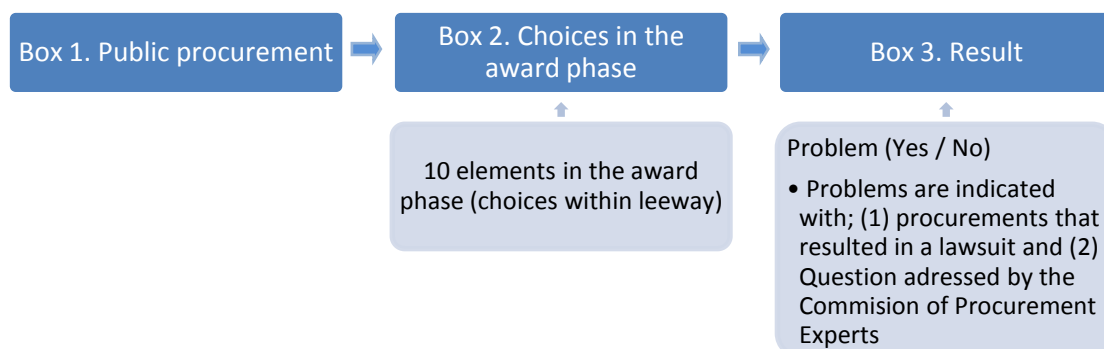 Box 1. Public procurement
Box 2. Choices in the
award phase
Box 3. Result
10 elements in the award
phase (choices within leeway)
Problem (Yes / No)
• Problems are indicated
with; (1) procurements that
resulted in a lawsuit and (2)
Question adressed by the
Commision of Procurement
Experts